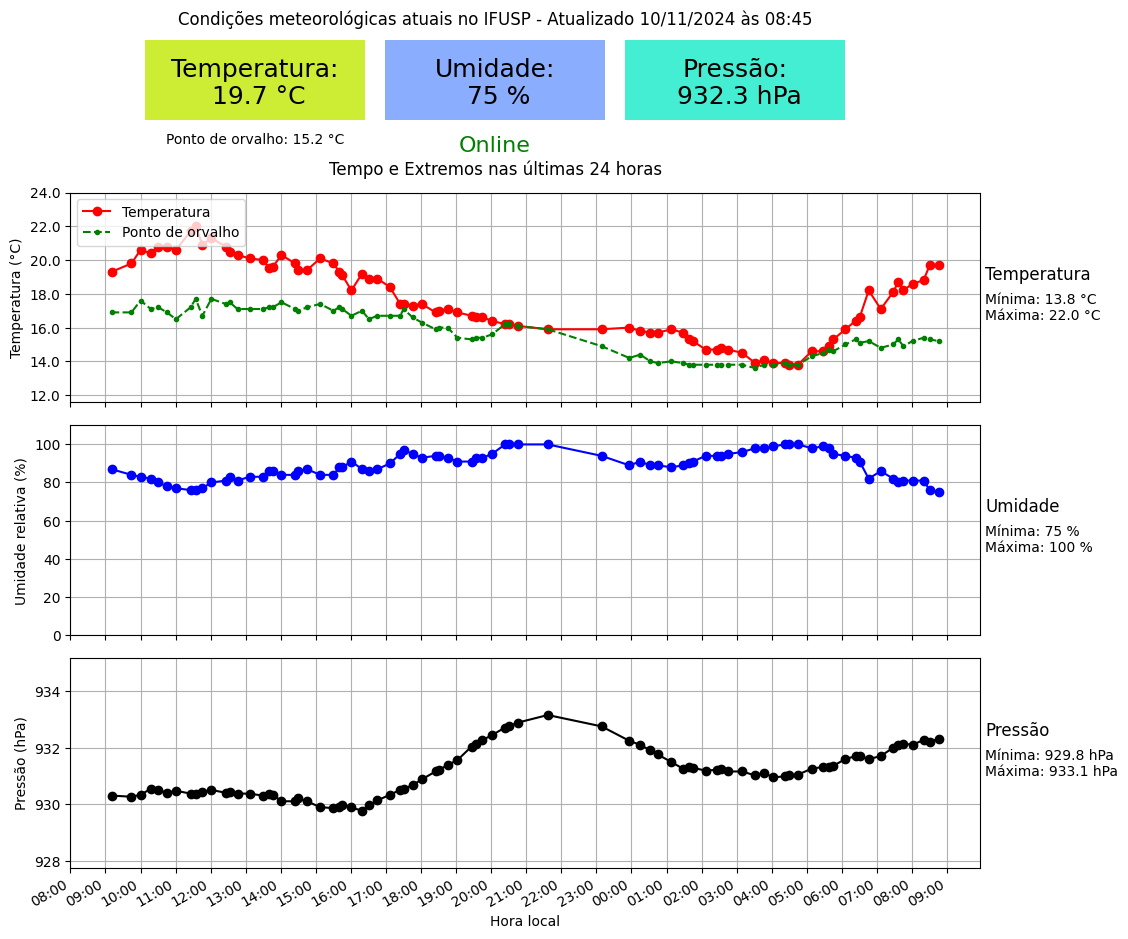 Condições meteorológicas atuais no IFUSP - Atualizado 10/11/2024 às 08:45
Temperatura:
19.7 °C
Umidade:
75 %
Pressão:
932.3 hPa
Ponto de orvalho: 15.2 °C
Online
Tempo e Extremos nas últimas 24 horas
Temperatura (°C)
24.0
22.0
20.0
18.0
16.0
14.0
12.0
Temperatura
Ponto de orvalho
Temperatura
Mínima: 13.8 °C
Máxima: 22.0 °C
Umidade relativa (%)
100
80
60
40
20
0
Umidade
Mínima: 75 %
Máxima: 100 %
Pressão (hPa)
934
932
930
928
Pressão
Mínima: 929.8 hPa
Máxima: 933.1 hPa
08:00 09:00 10:00 11:00 12:00 13:00 14:00 15:00 16:00 17:00 18:00 19:00 20:00 21:00 22:00 23:00 00:00 01:00 02:00 03:00 04:00 05:00 06:00 07:00 08:00 09:00
Hora local